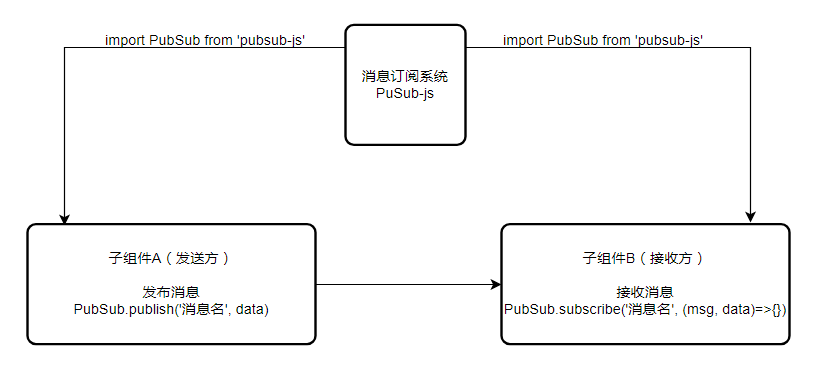 import PubSub from 'pubsub-js'
import PubSub from 'pubsub-js'
消息订阅系统
PuSub-js
子组件A（发送方）
发布消息
PubSub.publish('消息名', data)
子组件B（接收方）
接收消息
PubSub.subscribe('消息名', (msg, data)=>{})